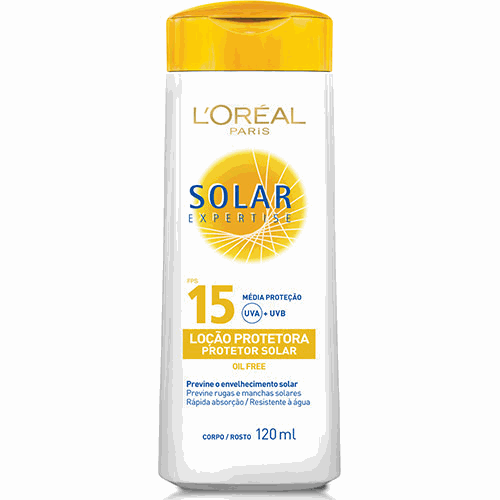 L'ORÉAL
PARIS
SOLAR
EXPERTISE
FPS
15
MÉDIA PROTEÇÃO
UVA + UVB
LOÇÃO PROTETORA
PROTETOR SOLAR
OIL FREE
Previne o envelhecimento solar
Previne rugas e manchas solares
Rápida absorção / Resistente à água
CORPO / ROSTO 120 ml